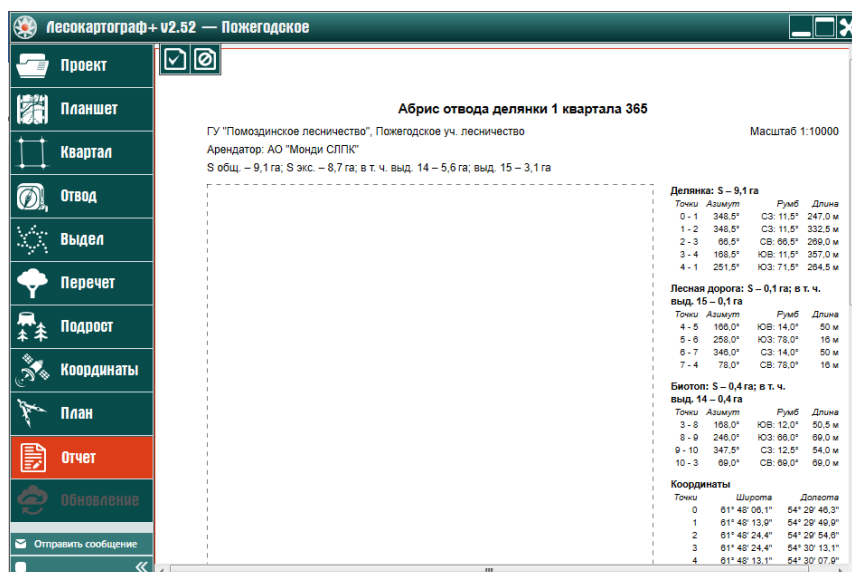 Лесокартограф+ v2.52 — Пожегодское
Проект
Планшет
Квартал
Отвод
Выдел
Перечет
Подрост
Координаты
План
Отчет
Обновление
Отправить сообщение
Абрис отвода делянки 1 квартала 365
ГУ "Помоздинское лесничество", Пожегодское уч. лесничество Масштаб 1:10000
Арендатор: АО "Монди СЛПК"
S общ. – 9,1 га; S экс. – 8,7 га; в т. ч. выд. 14 – 5,6 га; выд. 15 – 3,1 га
Делянка: S – 9,1 га
Точки Азимут Румб Длина
0 - 1 348,5° СЗ: 11,5° 247,0 м
1 - 2 348,5° СЗ: 11,5° 332,5 м
2 - 3 66,5° СВ: 66,5° 269,0 м
3 - 4 168,5° ЮВ: 11,5° 357,0 м
4 - 1 251,5° ЮЗ: 71,5° 264,5 м
Лесная дорога: S – 0,1 га; в т. ч.
выд. 15 – 0,1 га
Точки Азимут Румб Длина
4 - 5 166,0° ЮВ: 14,0° 50 м
5 - 6 258,0° ЮЗ: 78,0° 16 м
6 - 7 346,0° СЗ: 14,0° 50 м
7 - 4 78,0° СВ: 78,0° 16 м
Биотоп: S – 0,4 га; в т. ч.
выд. 14 – 0,4 га
Точки Азимут Румб Длина
3 - 8 168,0° ЮВ: 12,0° 50,5 м
8 - 9 246,0° ЮЗ: 66,0° 69,0 м
9 - 10 347,5° СЗ: 12,5° 54,0 м
10 - 3 69,0° СВ: 69,0° 69,0 м
Координаты
Точки Широта Долгота
0 61° 48' 06,1" 54° 29' 46,3"
1 61° 48' 13,9" 54° 29' 49,9"
2 61° 48' 24,4" 54° 29' 54,6"
3 61° 48' 24,4" 54° 30' 13,1"
4 61° 48' 13,1" 54° 30' 07,9"